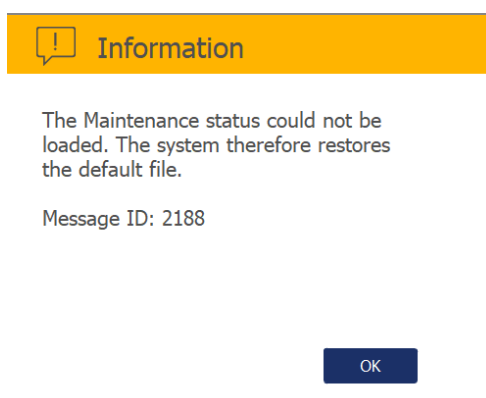 !
Information
The Maintenance status could not be
loaded. The system therefore restores
the default file.
Message ID: 2188
OK